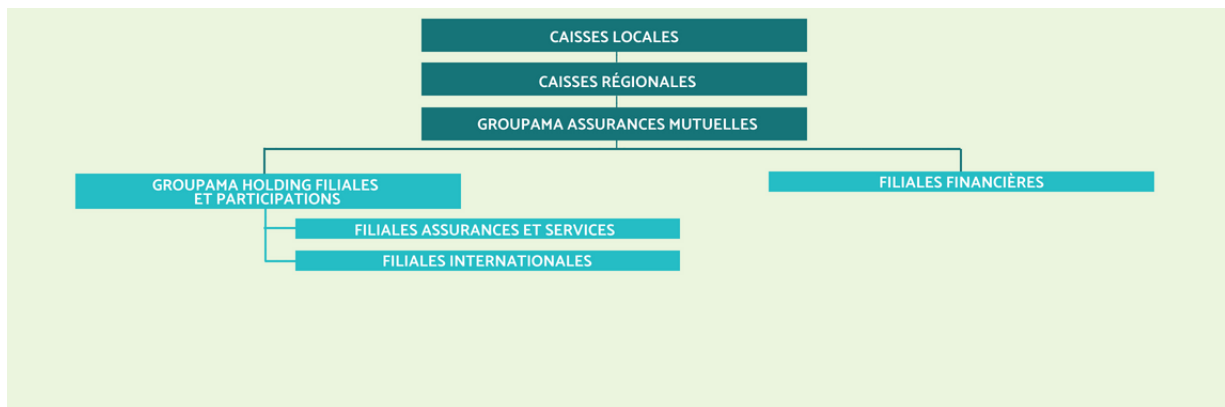 CAISSES LOCALES
CAISSES RÉGIONALES
GROUPAMA ASSURANCES MUTUELLES
GROUPAMA HOLDING FILIALES
ET PARTICIPATIONS
FILIALES FINANCIÈRES
FILIALES ASSURANCES ET SERVICES
FILIALES INTERNATIONALES